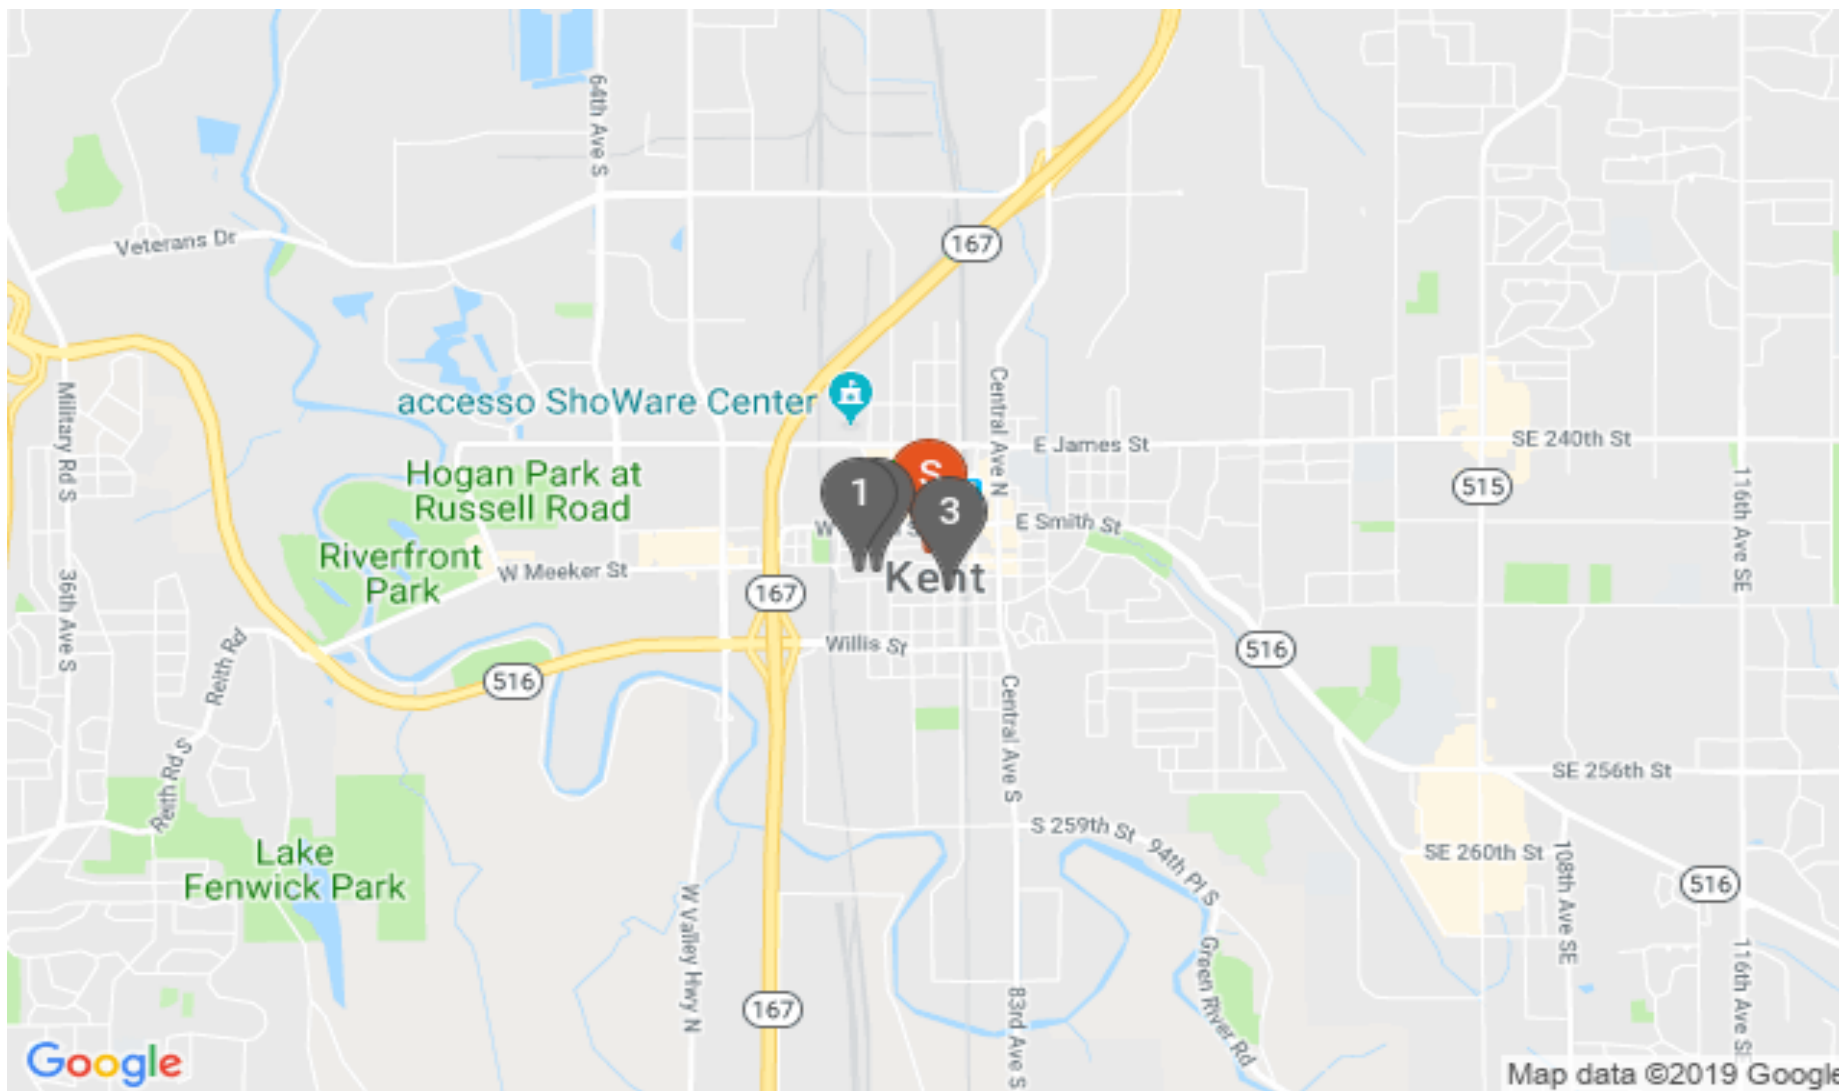 64th Ave S
167
Veterans Dr
accesso ShoWare Center
Central Ave N
Military Rd S
E James St
SE 240th St
Hogan Park at
Russell Road
S
1
3
515
116th Ave SE
W
S
E Smith St
Riverfront
Park
W Meeker St
Kent
167
36th Ave S
Reith Rd
Willis St
516
516
Central Ave S
Reith Rd S
SE 256th St
S 259th St
94th Pl S
SE 260th St
108th Ave SE
Lake
Fenwick Park
516
W Valley Hwy N
Green River Rd
116th Ave SE
83rd Ave S
167
Google
Map data ©2019 Google